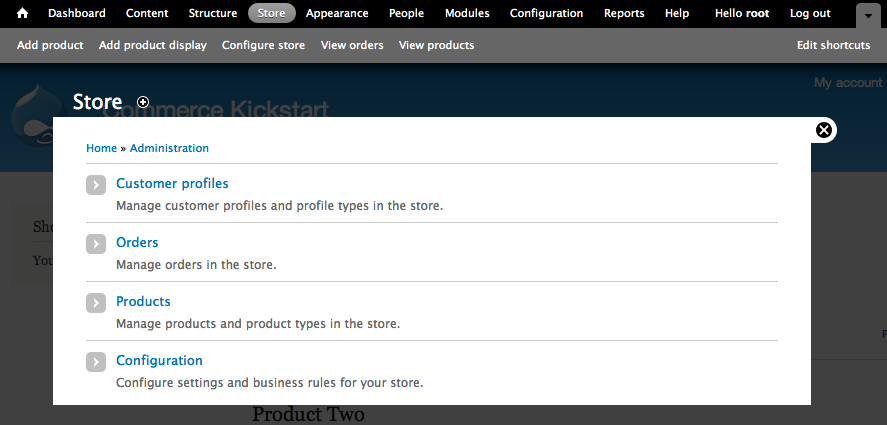 Dashboard Content Structure Store Appearance People Modules Configuration Reports Help Hello root Log out
Add product Add product display Configure store View orders View products Edit shortcuts
My account
Commerce Kickstart
Store
Home » Administration
Customer profiles
Manage customer profiles and profile types in the store.
Orders
Manage orders in the store.
Products
Manage products and product types in the store.
Configuration
Configure settings and business rules for your store.
Sho
You
Product Two